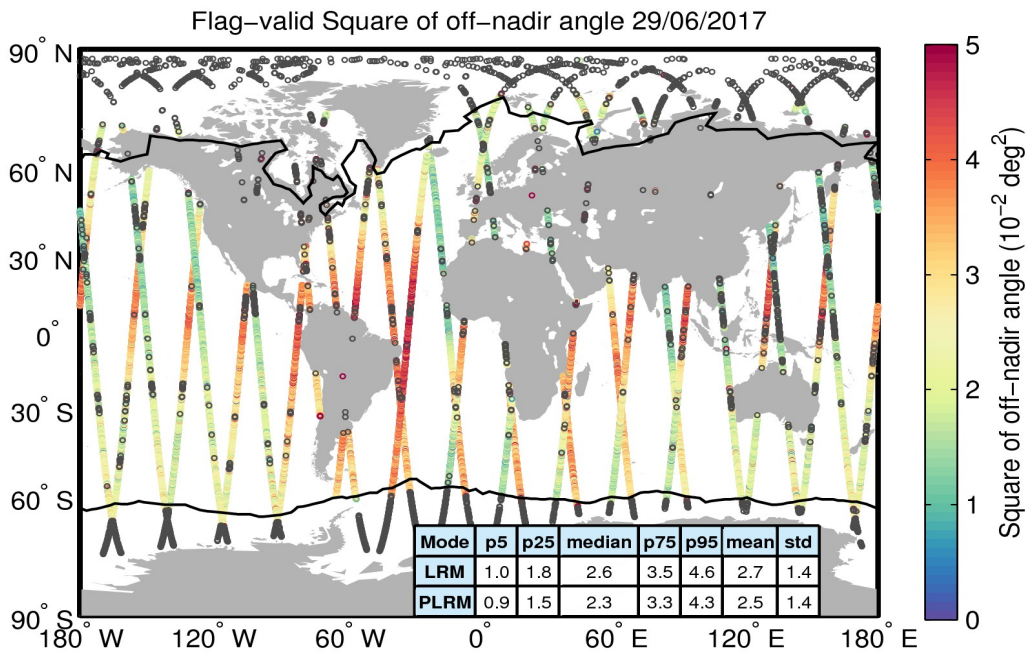 Flag−valid Square of off−nadir angle 29/06/2017
90° N
60° N
30° N
0°
30° S
60° S
90° S
180° W
120° W
60° W
0°
60° E
120° E
180° E
Mode p5 p25 median p75 p95 mean std
LRM 1.0 1.8 2.6 3.5 4.6 2.7 1.4
PLRM 0.9 1.5 2.3 3.3 4.3 2.5 1.4
5
4
3
2
1
0
Square of off−nadir angle (10⁻² deg²)